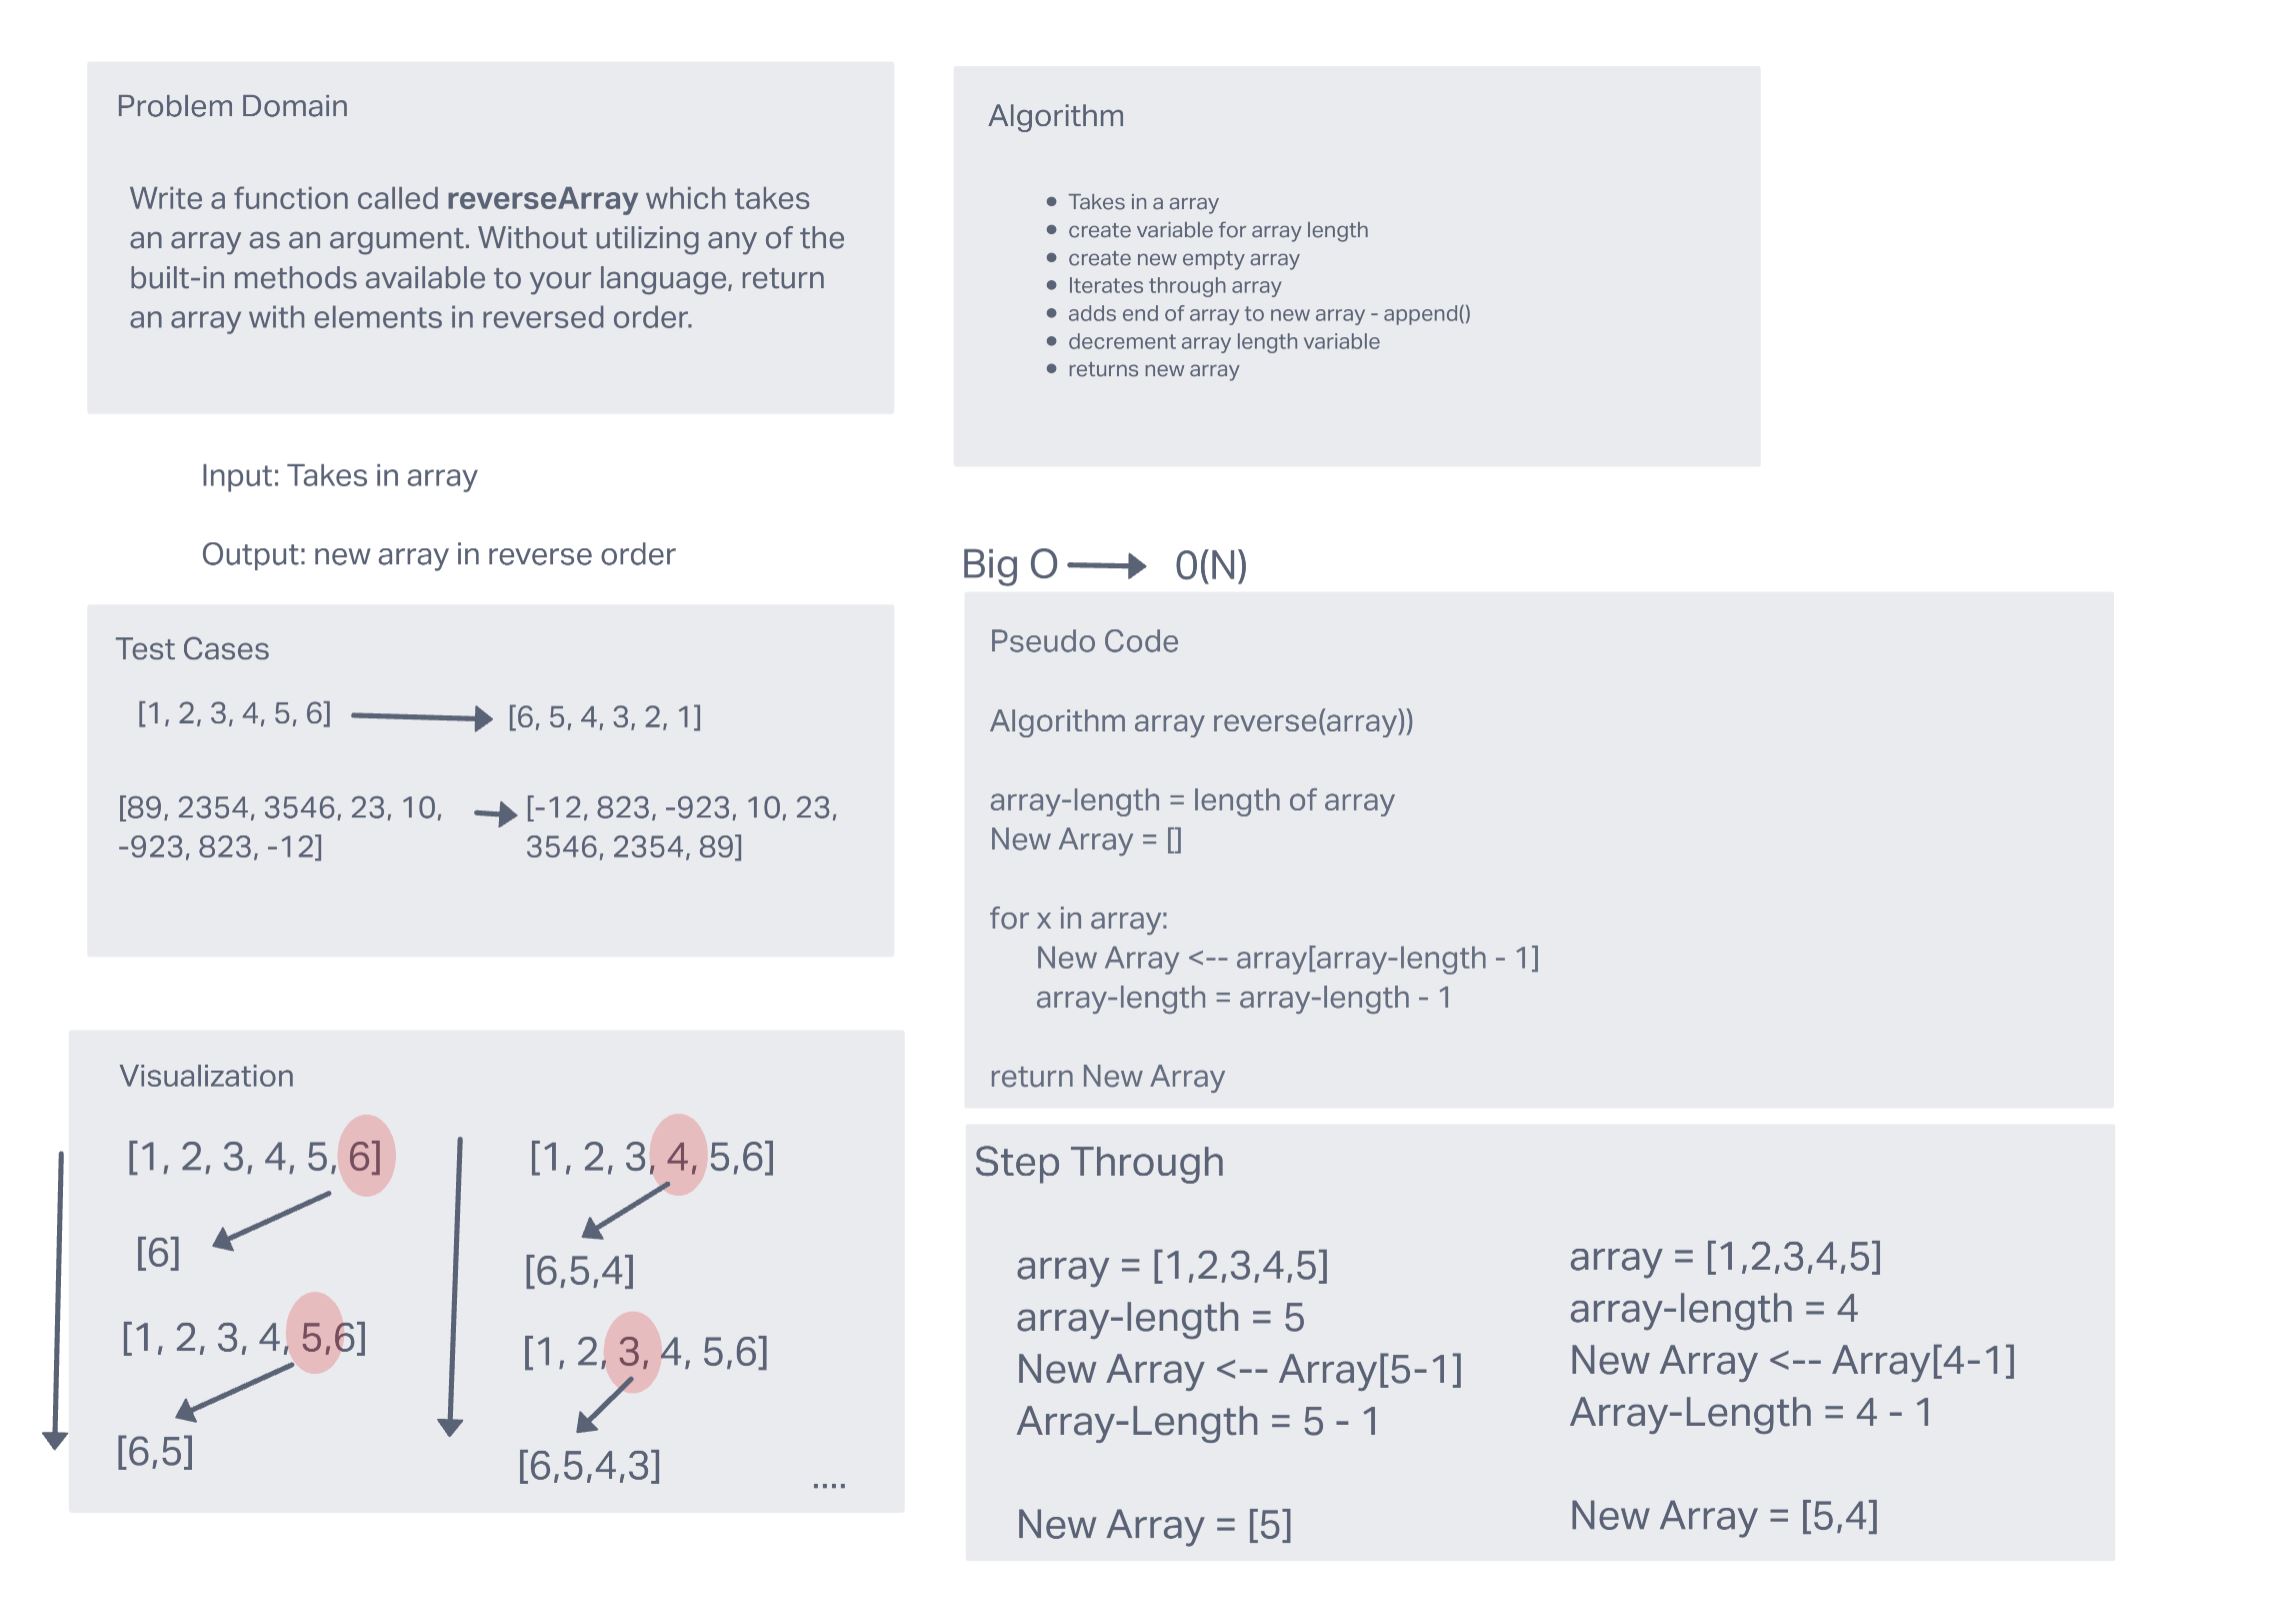 Problem Domain
Write a function called reverseArray which takes
an array as an argument. Without utilizing any of the
built-in methods available to your language, return
an array with elements in reversed order.
Input: Takes in array
Output: new array in reverse order
Test Cases
[1, 2, 3, 4, 5, 6]
[6, 5, 4, 3, 2, 1]
[89, 2354, 3546, 23, 10,
-923, 823, -12]
[-12, 823, -923, 10, 23,
3546, 2354, 89]
Visualization
[1, 2, 3, 4, 5, 6]
[6]
[1, 2, 3, 4, 5,6]
[6,5]
[1, 2, 3, 4, 5,6]
[6,5,4]
[1, 2, 3, 4, 5,6]
[6,5,4,3]
....
Algorithm
• Takes in a array
• create variable for array length
• create new empty array
• Iterates through array
• adds end of array to new array - append()
• decrement array length variable
• returns new array
Big O 0(N)
Pseudo Code
Algorithm array reverse(array))
array-length = length of array
New Array = []
for x in array:
New Array <-- array[array-length - 1]
array-length = array-length - 1
return New Array
Step Through
array = [1,2,3,4,5]
array-length = 5
New Array <-- Array[5-1]
Array-Length = 5 - 1
New Array = [5]
array = [1,2,3,4,5]
array-length = 4
New Array <-- Array[4-1]
Array-Length = 4 - 1
New Array = [5,4]